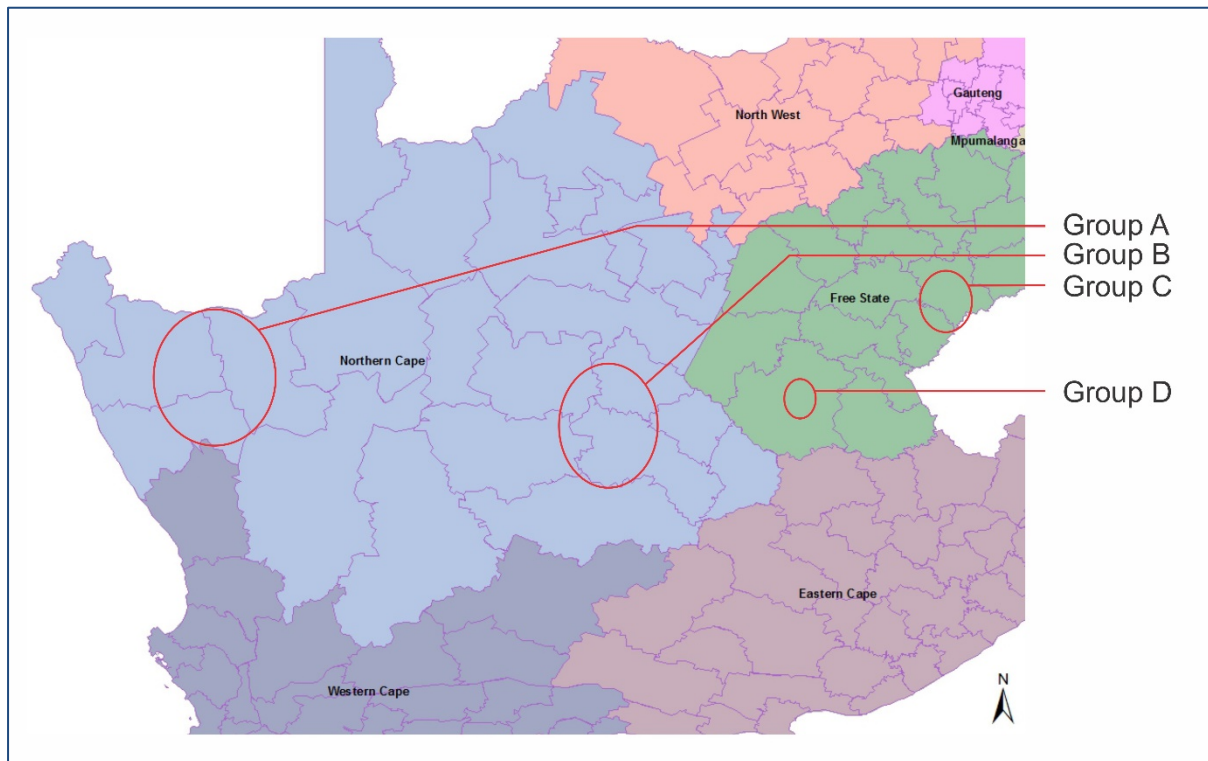 Gauteng
North West
Mpumalanga
Group A
Group B
Group C
Free State
Northern Cape
Group D
Eastern Cape
Western Cape
N